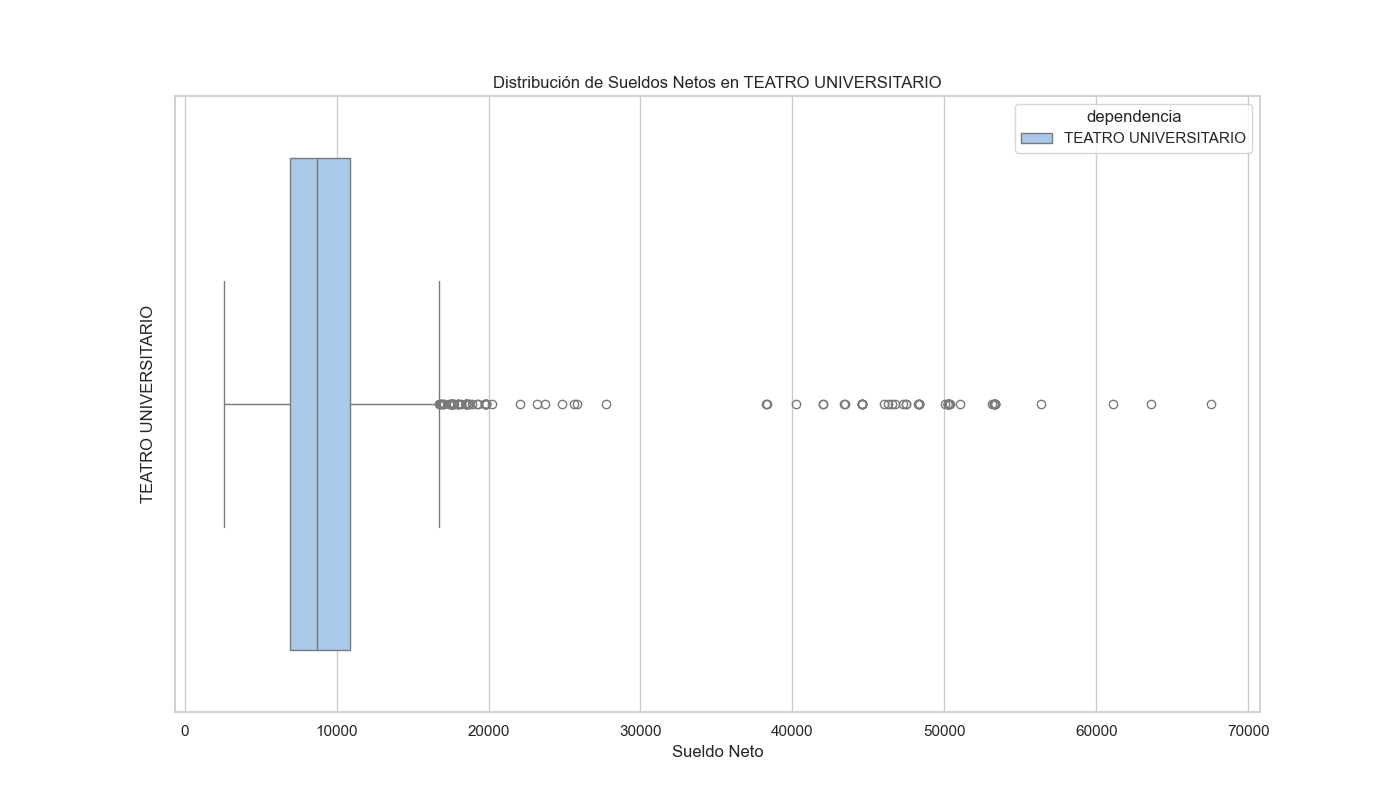 Distribución de Sueldos Netos en TEATRO UNIVERSITARIO
dependencia
TEATRO UNIVERSITARIO
TEATRO UNIVERSITARIO
0 10000 20000 30000 40000 50000 60000 70000
Sueldo Neto